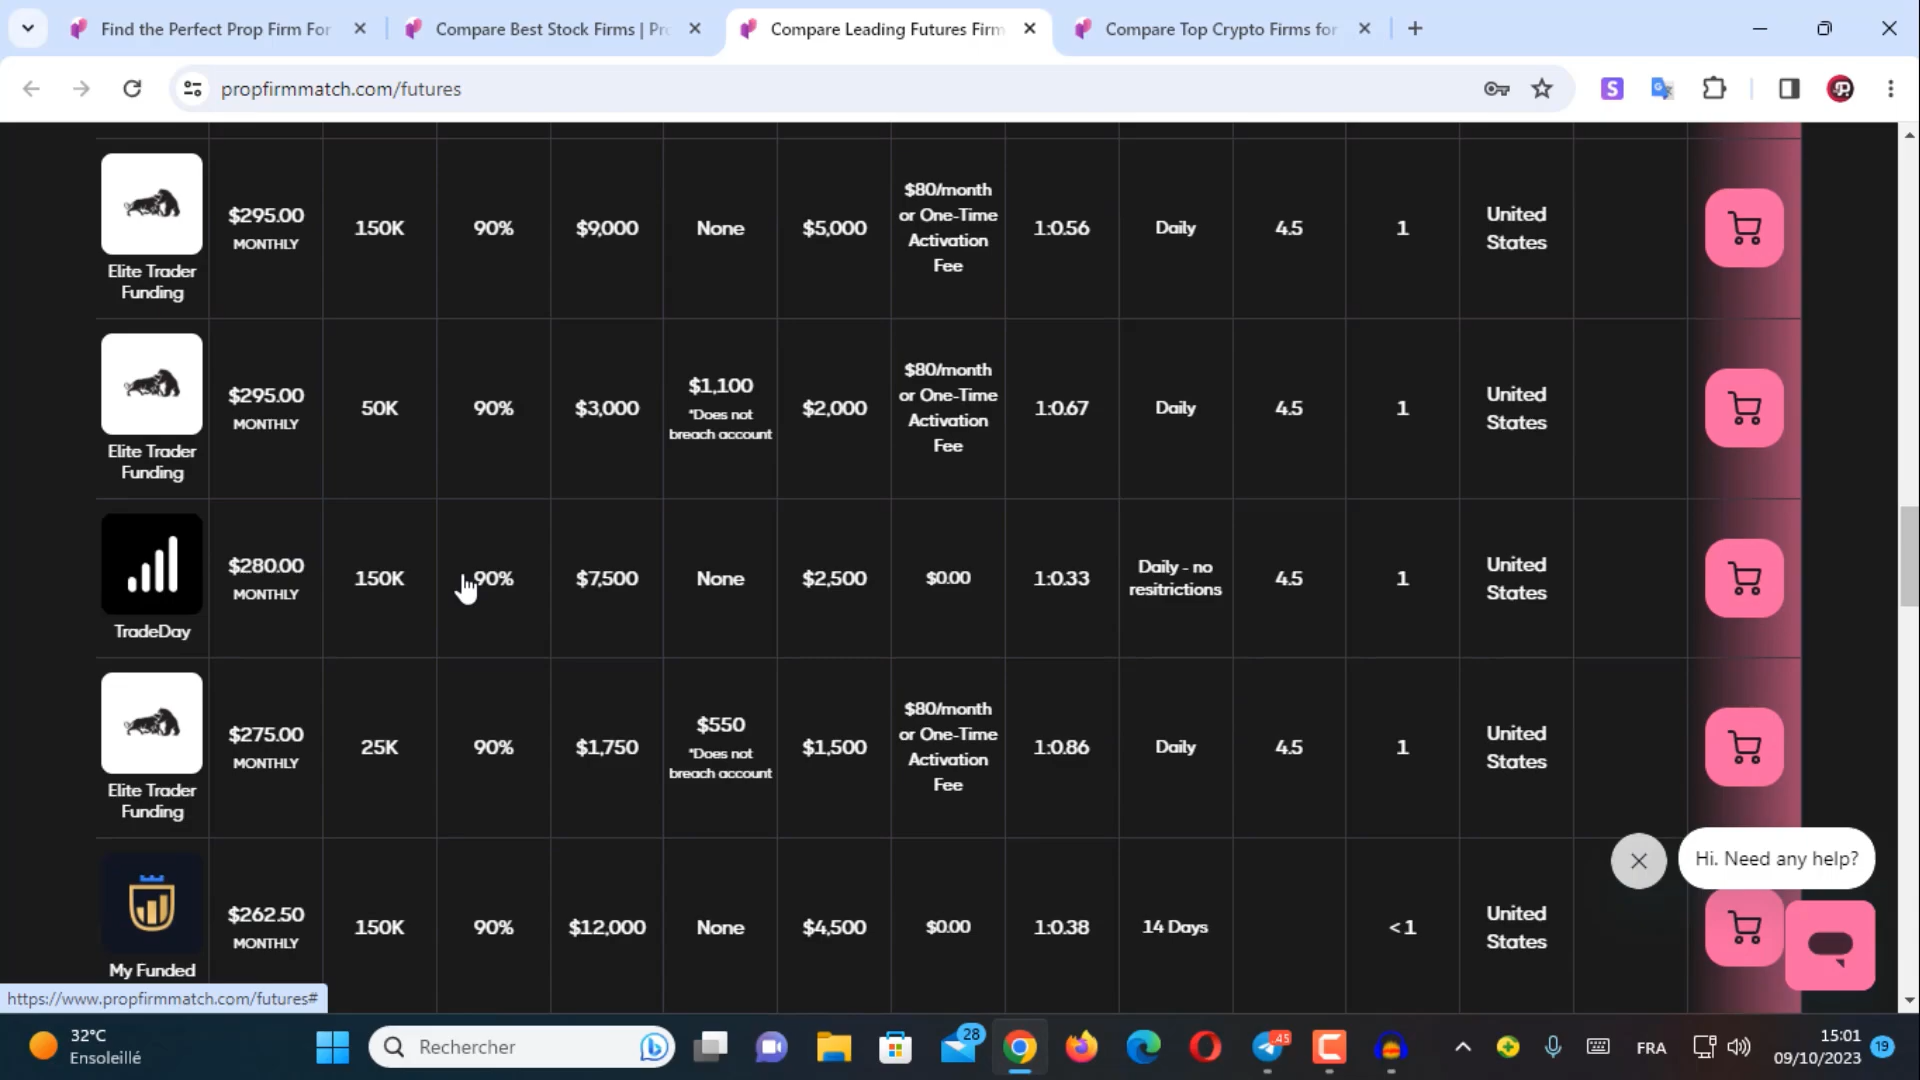 Find the Perfect Prop Firm For
Compare Best Stock Firms | Pro
Compare Leading Futures Firm
Compare Top Crypto Firms for
propfirmmatch.com/futures
Elite Trader
Funding
$295.00
MONTHLY
150K
90%
$9,000
None
$5,000
$80/month
or One-Time
Activation
Fee
1:0.56
Daily
4.5
1
United
States
Elite Trader
Funding
$295.00
MONTHLY
50K
90%
$3,000
$1,100
*Does not
breach account
$2,000
$80/month
or One-Time
Activation
Fee
1:0.67
Daily
4.5
1
United
States
TradeDay
$280.00
MONTHLY
150K
90%
$7,500
None
$2,500
$0.00
1:0.33
Daily - no
resitrictions
4.5
1
United
States
Elite Trader
Funding
$275.00
MONTHLY
25K
90%
$1,750
$550
*Does not
breach account
$1,500
$80/month
or One-Time
Activation
Fee
1:0.86
Daily
4.5
1
United
States
My Funded
$262.50
MONTHLY
150K
90%
$12,000
None
$4,500
$0.00
1:0.38
14 Days
< 1
United
States
Hi. Need any help?
https://www.propfirmmatch.com/futures#
32°C
Ensoleillé
Rechercher
28
45
FRA
15:01
09/10/2023
19